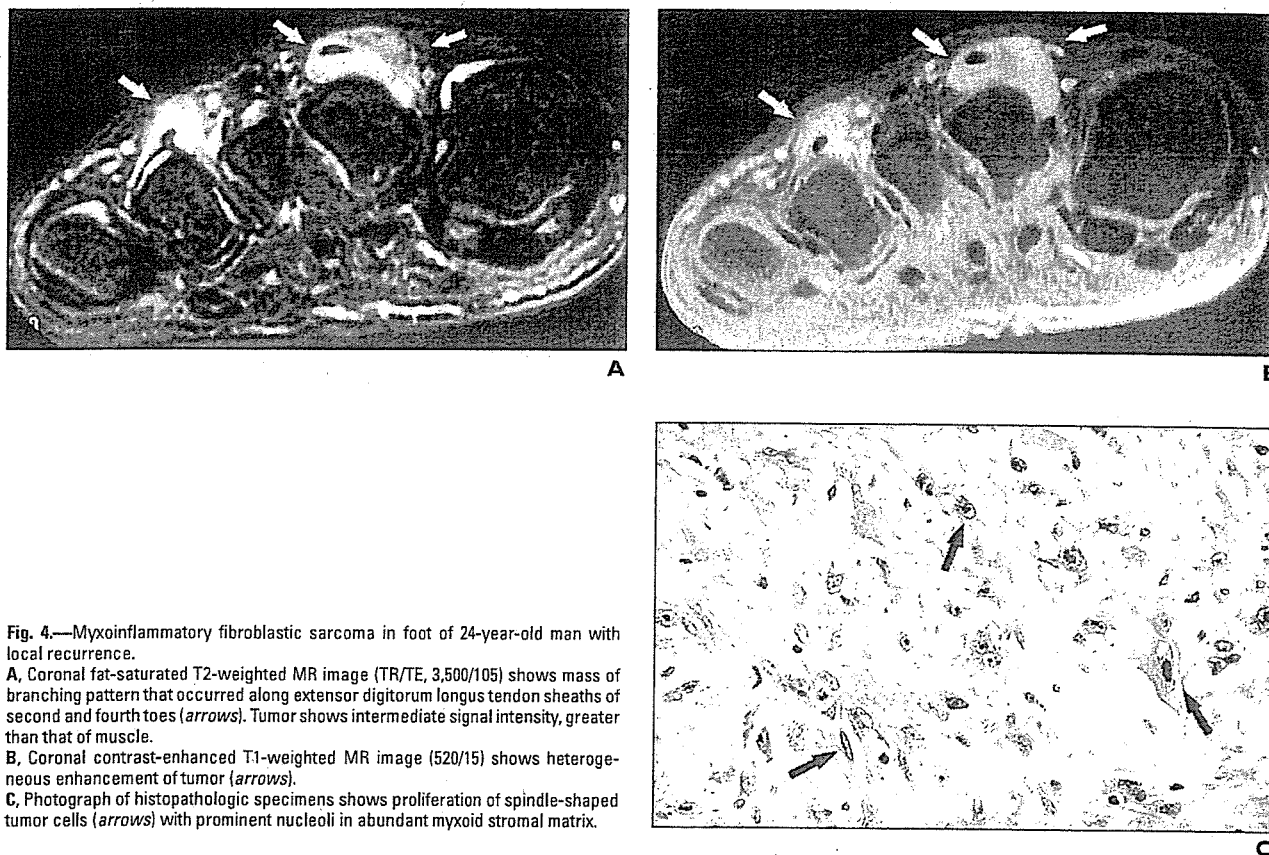 A
B
Fig. 4.—Myxoinflammatory fibroblastic sarcoma in foot of 24-year-old man with
local recurrence.
A, Coronal fat-saturated T2-weighted MR image (TR/TE, 3,500/105) shows mass of
branching pattern that occurred along extensor digitorum longus tendon sheaths of
second and fourth toes (arrows). Tumor shows intermediate signal intensity, greater
than that of muscle.
B, Coronal contrast-enhanced T1-weighted MR image (520/15) shows heteroge-
neous enhancement of tumor (arrows).
C, Photograph of histopathologic specimens shows proliferation of spindle-shaped
tumor cells (arrows) with prominent nucleoli in abundant myxoid stromal matrix.
C